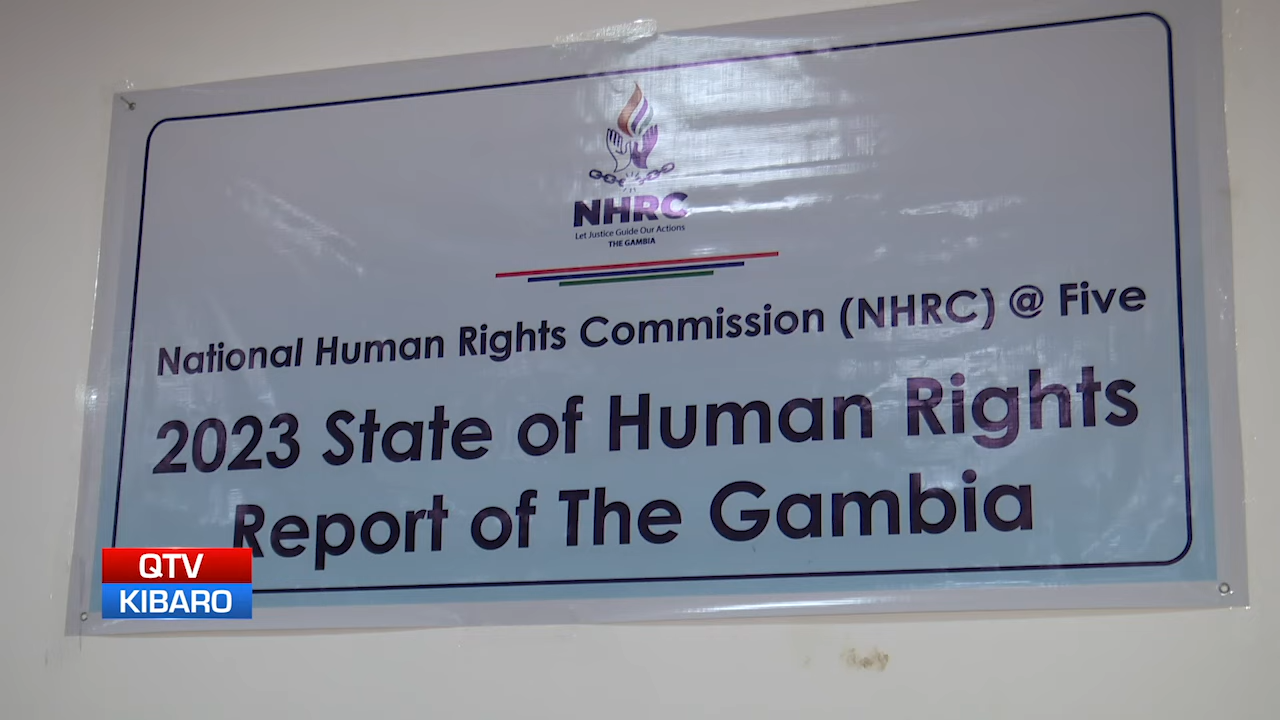 NHRC
Let Justice Guide Our Actions
THE GAMBIA
National Human Rights Commission (NHRC) @ Five
2023 State of Human Rights
Report of The Gambia
QTV
KIBARO